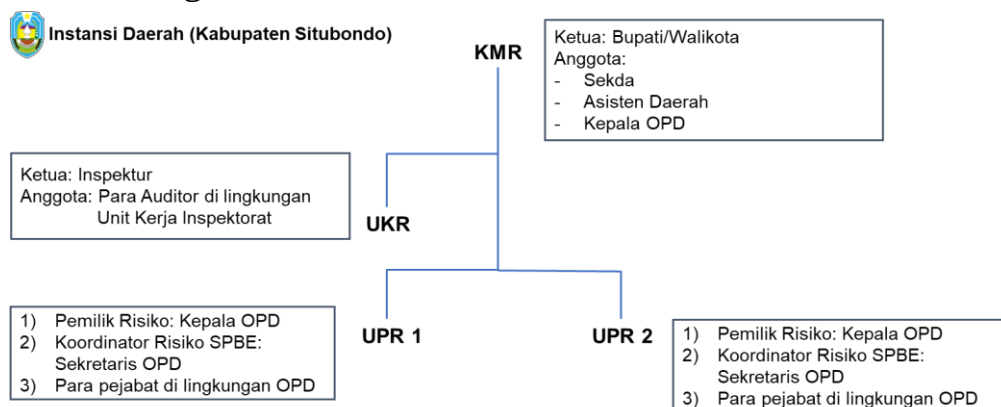 Instansi Daerah (Kabupaten Situbondo)
KMR
Ketua: Bupati/Walikota
Anggota:
- Sekda
- Asisten Daerah
- Kepala OPD
Ketua: Inspektur
Anggota: Para Auditor di lingkungan
Unit Kerja Inspektorat
UKR
1) Pemilik Risiko: Kepala OPD
2) Koordinator Risiko SPBE:
Sekretaris OPD
3) Para pejabat di lingkungan OPD
UPR 1
UPR 2
1) Pemilik Risiko: Kepala OPD
2) Koordinator Risiko SPBE:
Sekretaris OPD
3) Para pejabat di lingkungan OPD